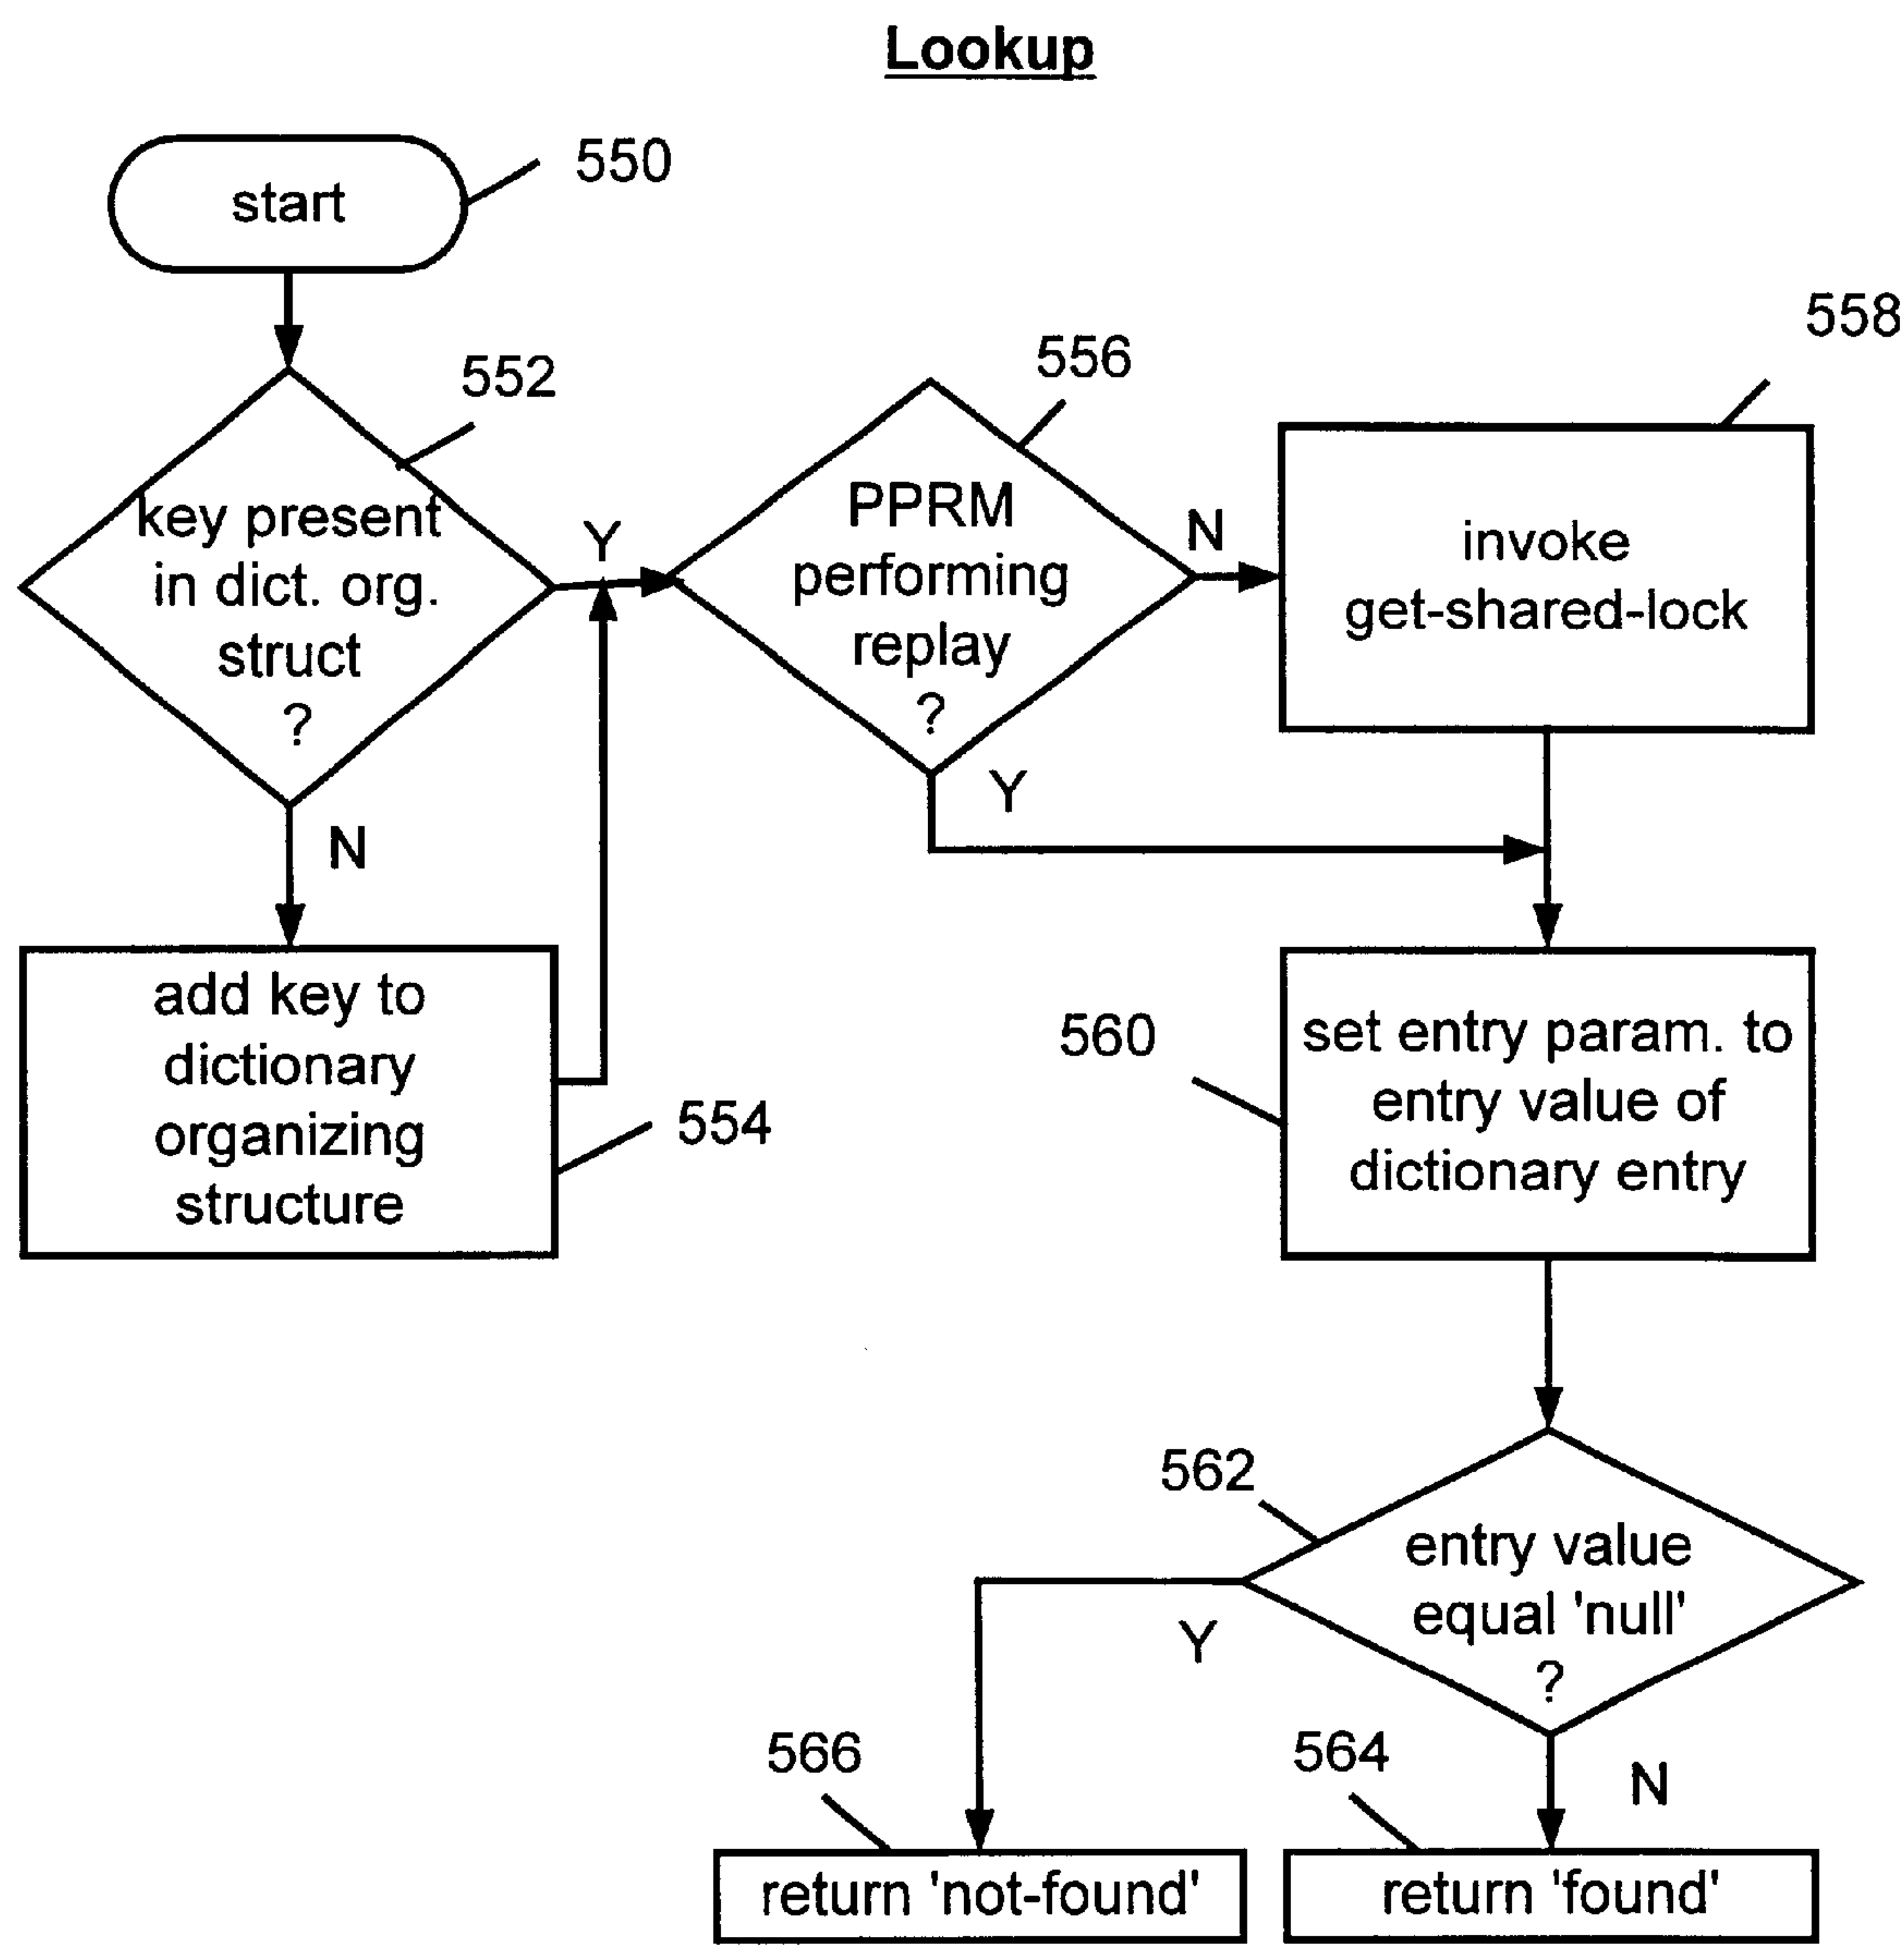 Lookup
start
550
552
key present
in dict. org.
struct
?
Y
N
add key to
dictionary
organizing
structure
554
556
PPRM
performing
replay
?
N
Y
558
invoke
get-shared-lock
560
set entry param. to
entry value of
dictionary entry
562
entry value
equal 'null'
?
Y
N
566
return 'not-found'
564
return 'found'